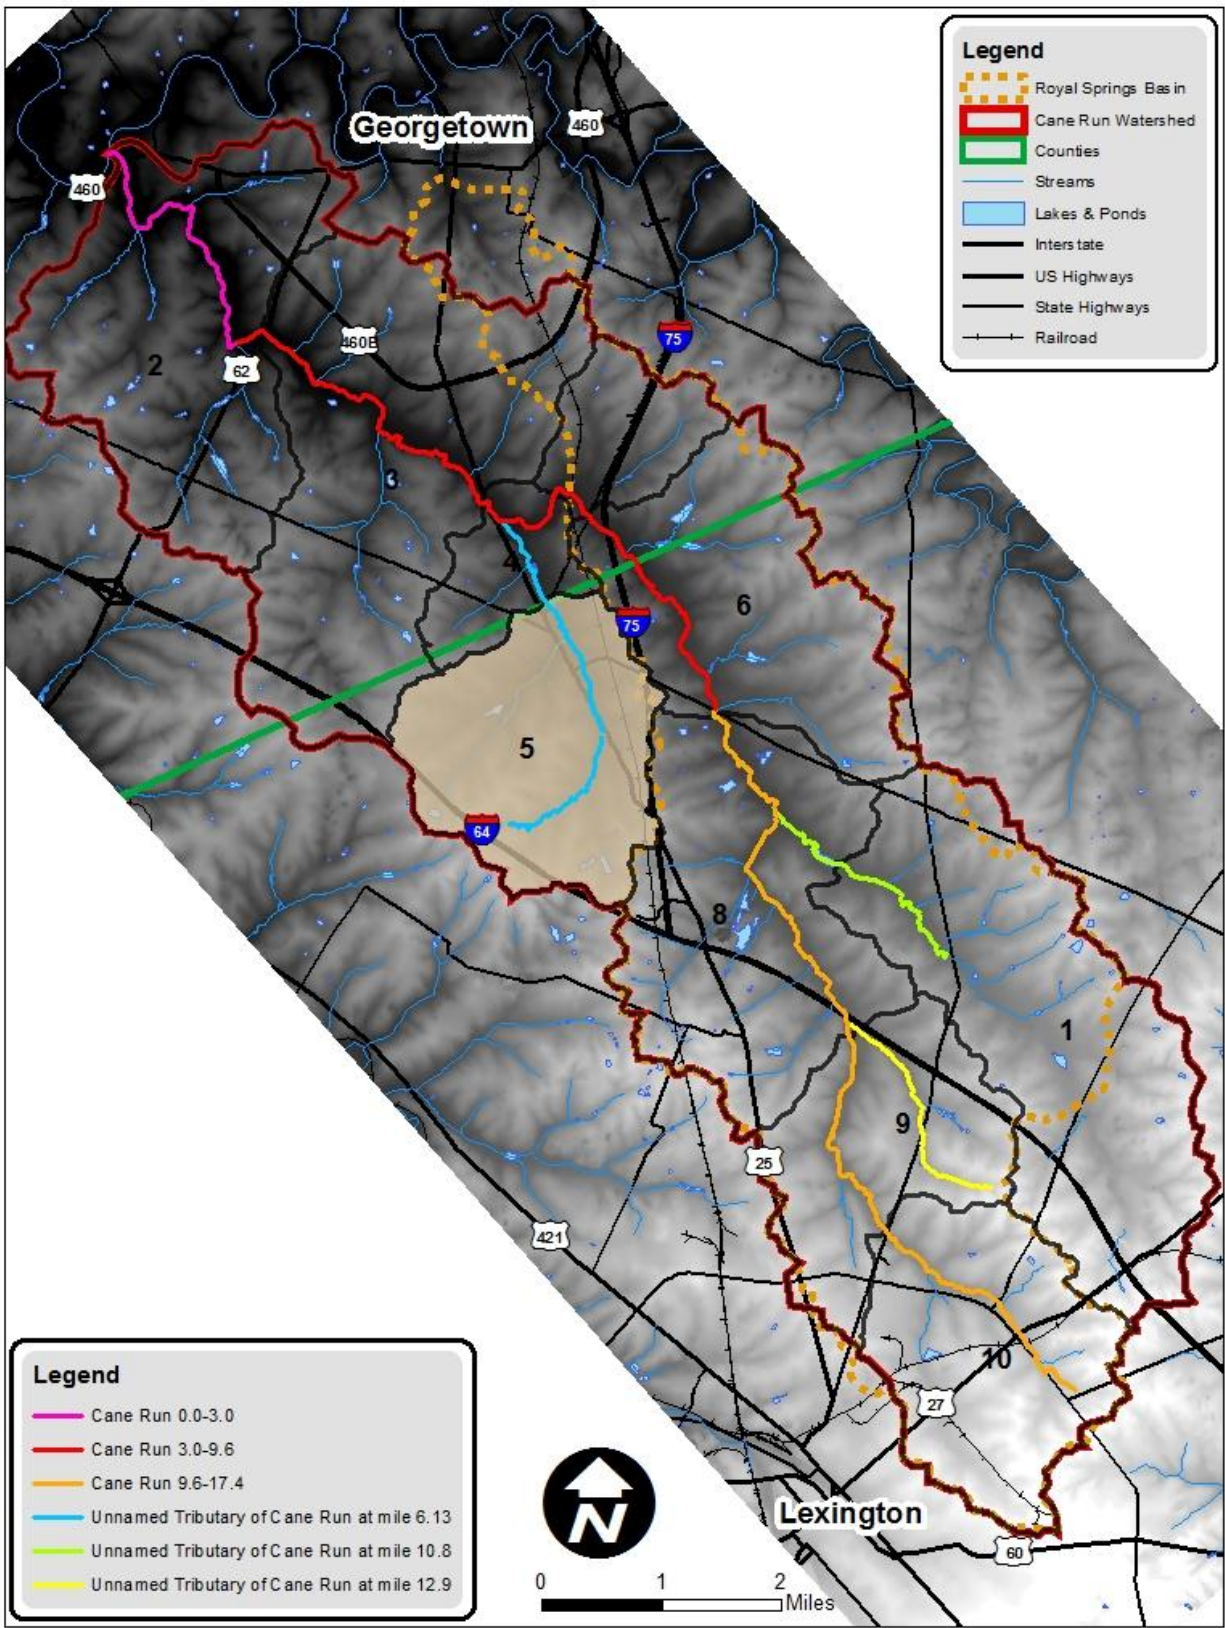 Legend
Royal Springs Basin
Cane Run Watershed
Counties
Streams
Lakes & Ponds
Interstate
US Highways
State Highways
Railroad
Georgetown
460
460
75
460B
2
62
3
4
6
75
5
64
8
1
9
25
421
10
27
Lexington
60
Legend
Cane Run 0.0-3.0
Cane Run 3.0-9.6
Cane Run 9.6-17.4
Unnamed Tributary of Cane Run at mile 6.13
Unnamed Tributary of Cane Run at mile 10.8
Unnamed Tributary of Cane Run at mile 12.9
N
0 1 2
Miles